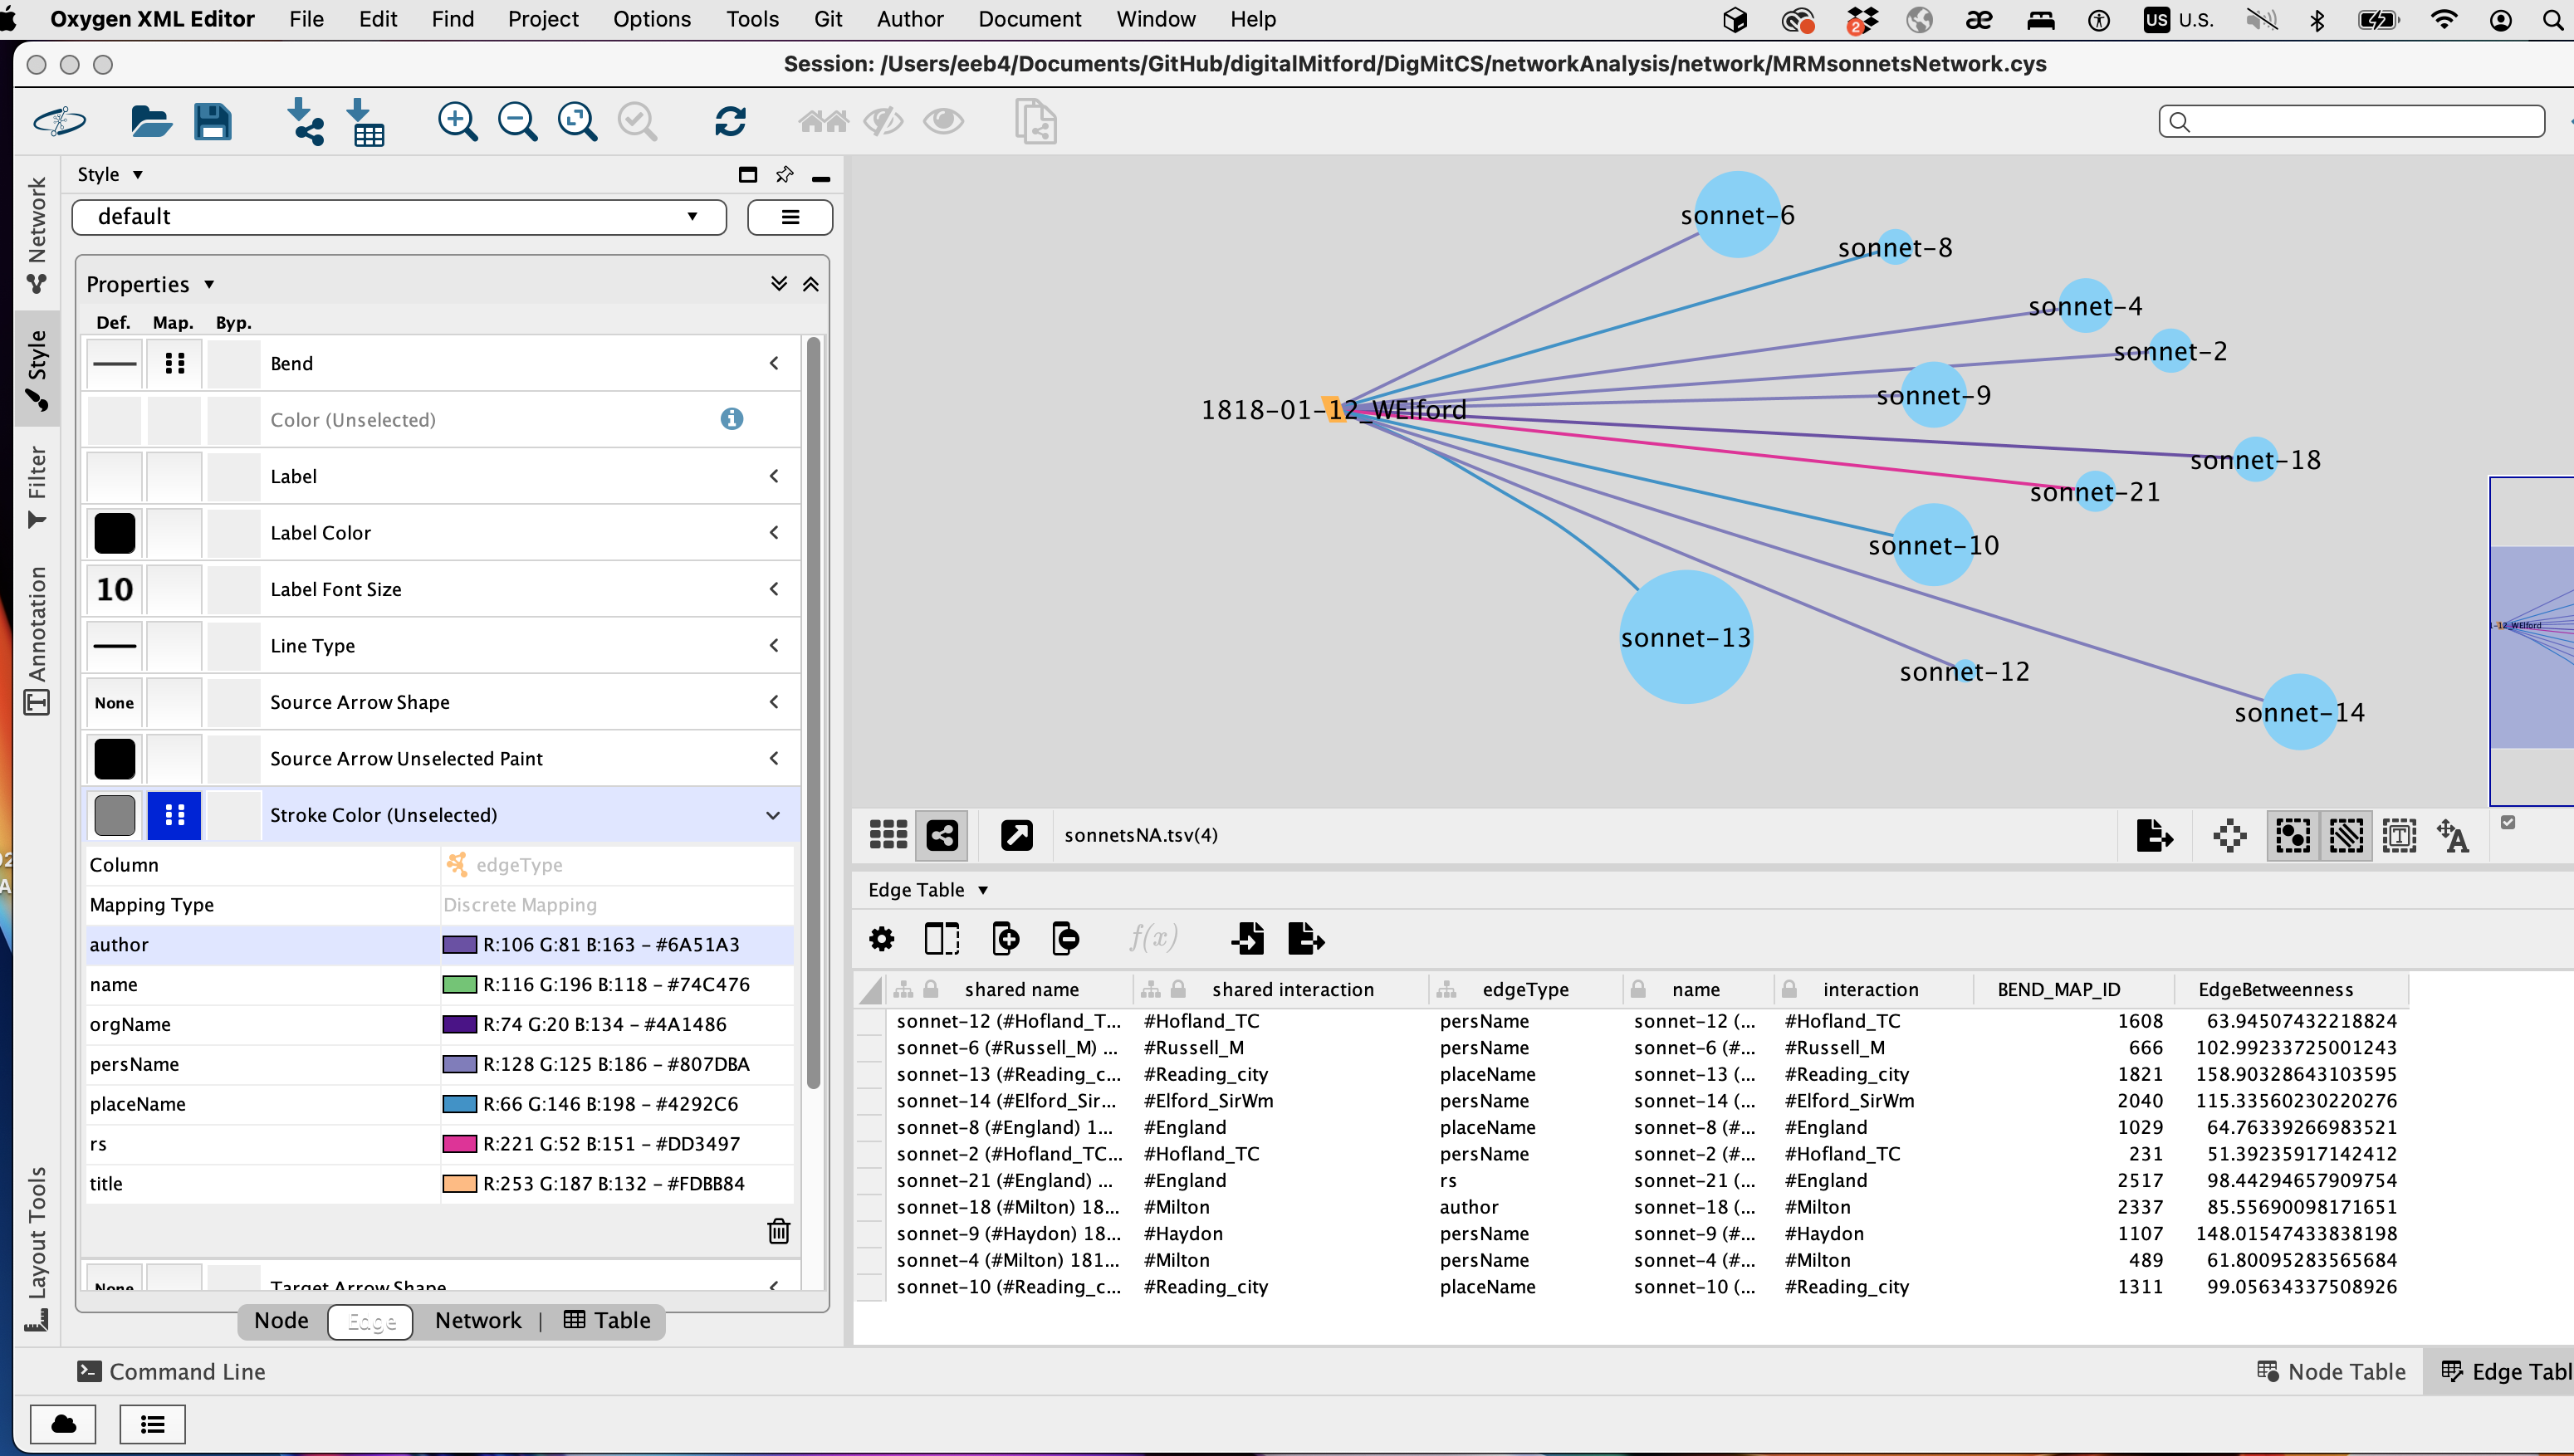 Oxygen XML Editor File Edit Find Project Options Tools Git Author Document Window Help 2 æ US U.S.
Session: /Users/eeb4/Documents/GitHub/digitalMitford/DigMitCS/networkAnalysis/network/MRMsonnetsNetwork.cys
Network
Style
Filter
Annotation
Layout Tools
Style
default
Properties
Def. Map. Byp.
Bend
Color (Unselected)
Label
Label Color
10 Label Font Size
Line Type
None Source Arrow Shape
Source Arrow Unselected Paint
Stroke Color (Unselected)
Column edgeType
Mapping Type Discrete Mapping
author R:106 G:81 B:163 - #6A51A3
name R:116 G:196 B:118 - #74C476
orgName R:74 G:20 B:134 - #4A1486
persName R:128 G:125 B:186 - #807DBA
placeName R:66 G:146 B:198 - #4292C6
rs R:221 G:52 B:151 - #DD3497
title R:253 G:187 B:132 - #FDBB84
None Target Arrow Shape
Node Edge Network | Table
sonnet-6
sonnet-8
sonnet-4
sonnet-2
sonnet-9
1818-01-12_WElford
sonnet-18
sonnet-21
sonnet-10
sonnet-13
sonnet-12
sonnet-14
-12_WElford
sonnetsNA.tsv(4)
Edge Table
f(x)
shared name shared interaction edgeType name interaction BEND_MAP_ID EdgeBetweenness
sonnet-12 (#Hofland_T... #Hofland_TC persName sonnet-12 (... #Hofland_TC 1608 63.94507432218824
sonnet-6 (#Russell_M) ... #Russell_M persName sonnet-6 (#... #Russell_M 666 102.99233725001243
sonnet-13 (#Reading_c... #Reading_city placeName sonnet-13 (... #Reading_city 1821 158.90328643103595
sonnet-14 (#Elford_Sir... #Elford_SirWm persName sonnet-14 (... #Elford_SirWm 2040 115.33560230220276
sonnet-8 (#England) 1... #England placeName sonnet-8 (#... #England 1029 64.76339266983521
sonnet-2 (#Hofland_TC... #Hofland_TC persName sonnet-2 (#... #Hofland_TC 231 51.39235917142412
sonnet-21 (#England) ... #England rs sonnet-21 (... #England 2517 98.44294657909754
sonnet-18 (#Milton) 18... #Milton author sonnet-18 (... #Milton 2337 85.55690098171651
sonnet-9 (#Haydon) 18... #Haydon persName sonnet-9 (#... #Haydon 1107 148.01547433838198
sonnet-4 (#Milton) 181... #Milton persName sonnet-4 (#... #Milton 489 61.80095283565684
sonnet-10 (#Reading_c... #Reading_city placeName sonnet-10 (... #Reading_city 1311 99.05634337508926
Command Line Node Table Edge Tabl